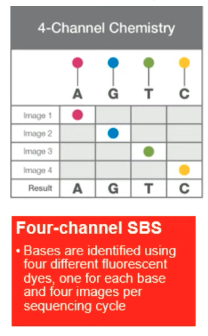 4-Channel Chemistry
A G T C
Image 1
Image 2
Image 3
Image 4
Result A G T C
Four-channel SBS
• Bases are identified using
four different fluorescent
dyes, one for each base
and four images per
sequencing cycle